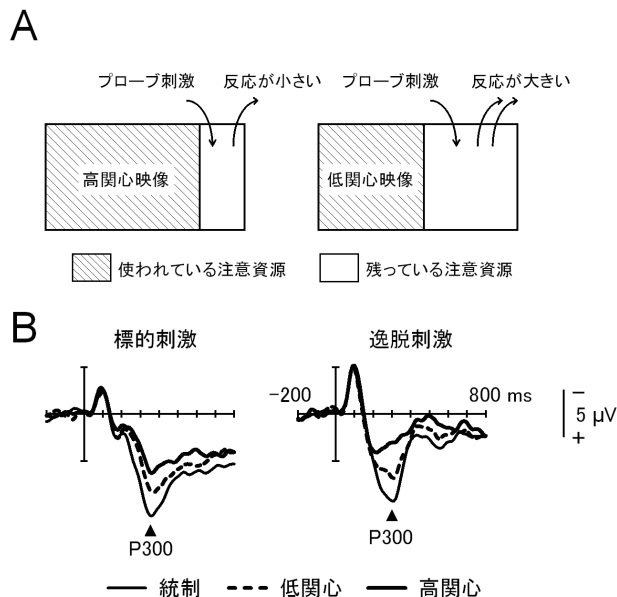 A
プローブ刺激 反応が小さい プローブ刺激 反応が大きい
高関心映像 低関心映像
使われている注意資源 残っている注意資源
B
標的刺激 逸脱刺激
-200 800 ms
−
5 μV
+
P300 P300
統制 低関心 高関心